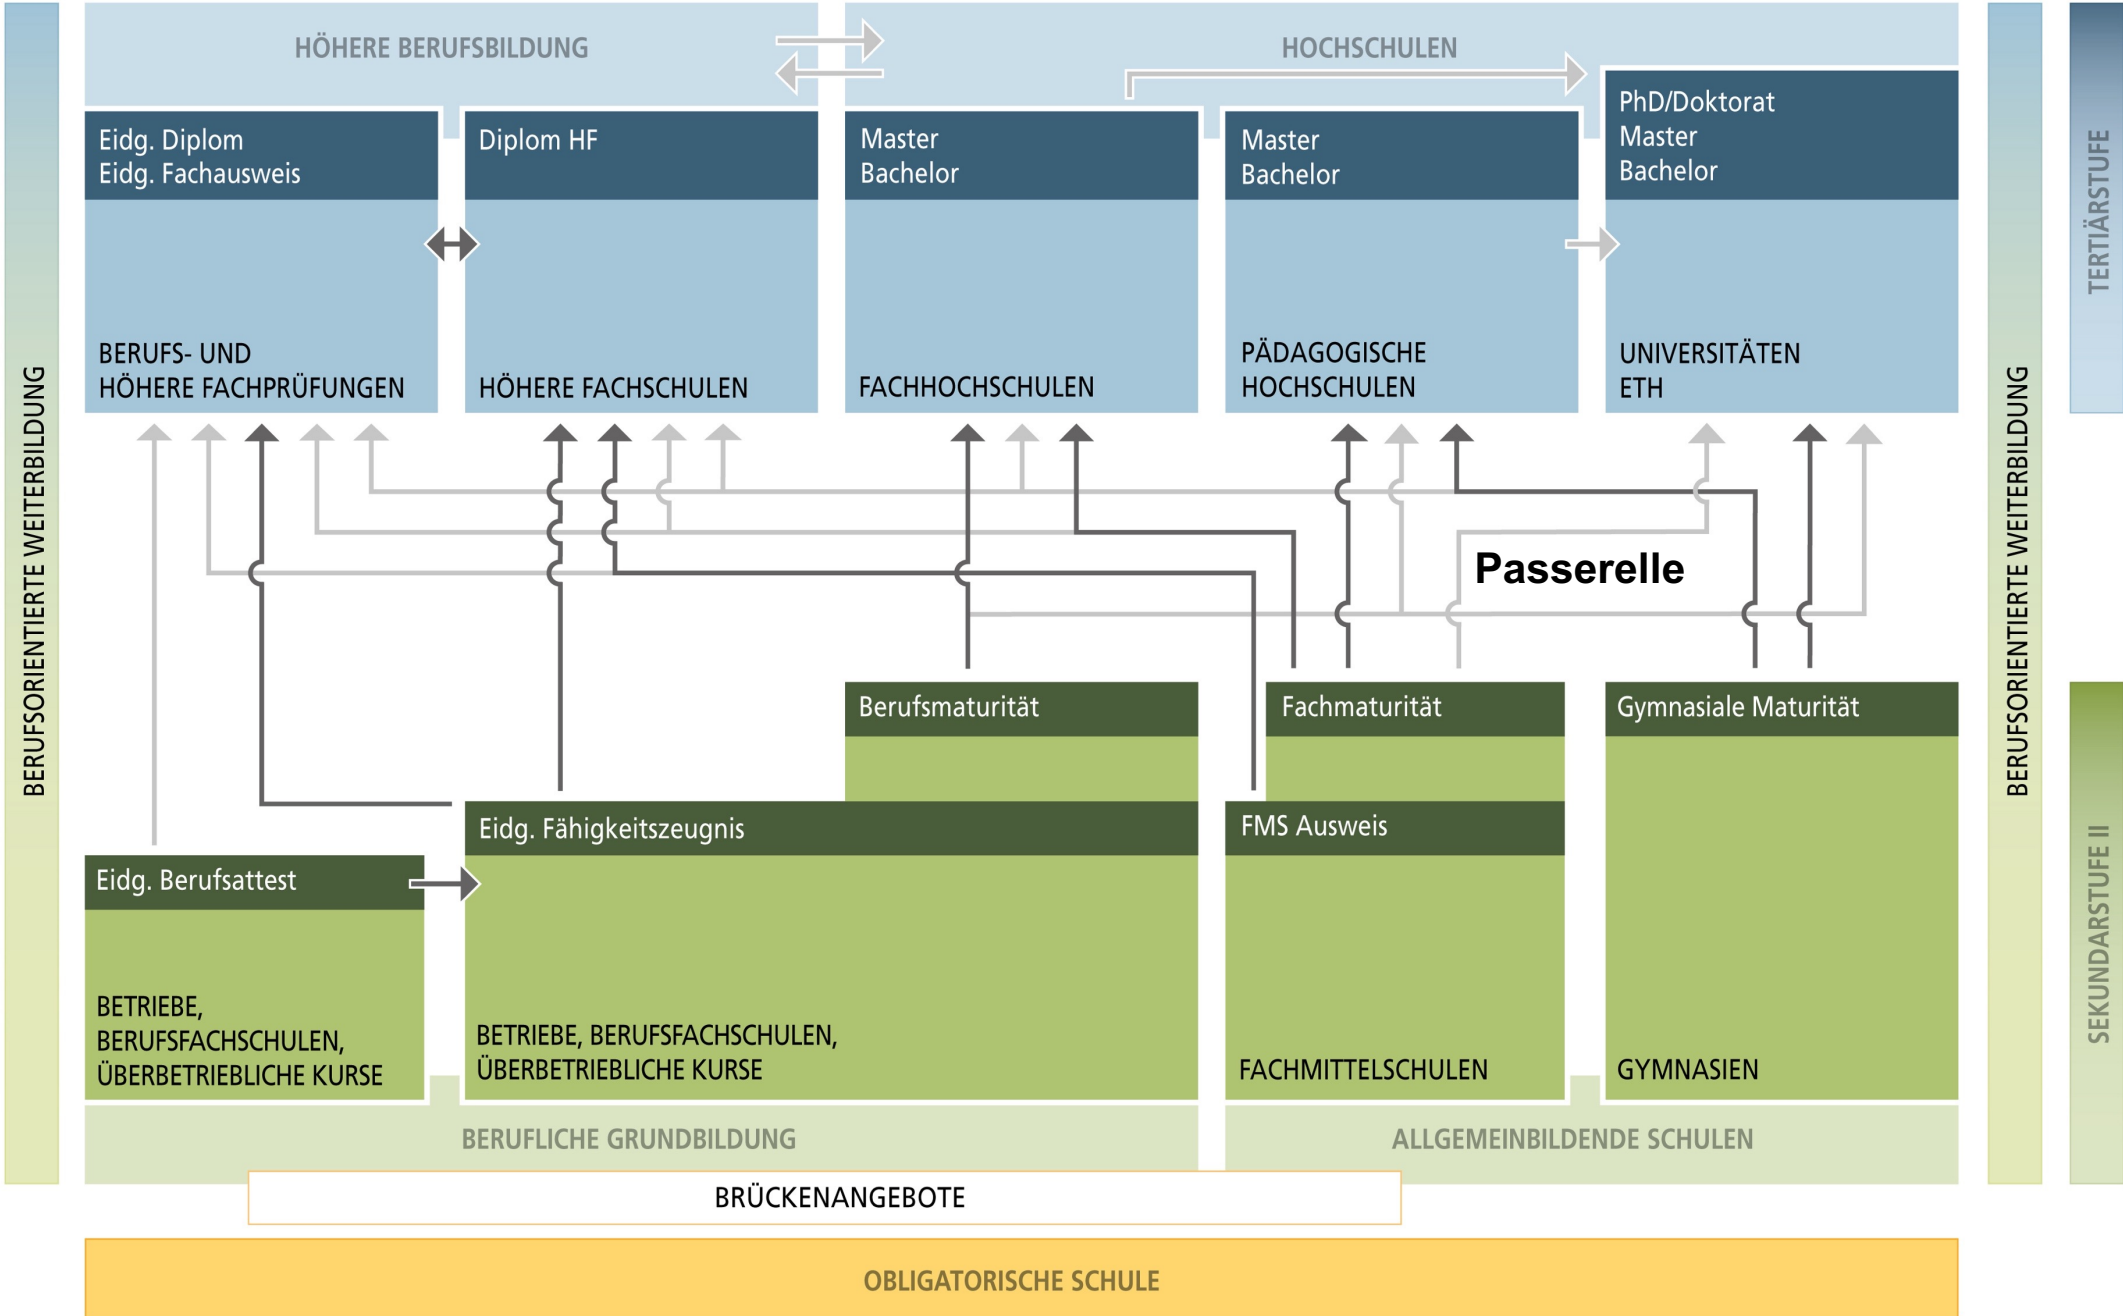 HÖHERE BERUFSBILDUNG
HOCHSCHULEN
Eidg. Diplom
Eidg. Fachausweis
BERUFS- UND
HÖHERE FACHPRÜFUNGEN
Diplom HF
HÖHERE FACHSCHULEN
Master
Bachelor
FACHHOCHSCHULEN
Master
Bachelor
PÄDAGOGISCHE
HOCHSCHULEN
PhD/Doktorat
Master
Bachelor
UNIVERSITÄTEN
ETH
BERUFSORIENTIERTE WEITERBILDUNG
BERUFSORIENTIERTE WEITERBILDUNG
TERTIÄRSTUFE
Passerelle
Berufsmaturität
Fachmaturität
Gymnasiale Maturität
Eidg. Fähigkeitszeugnis
FMS Ausweis
Eidg. Berufsattest
BETRIEBE,
BERUFSFACHSCHULEN,
ÜBERBETRIEBLICHE KURSE
BETRIEBE, BERUFSFACHSCHULEN,
ÜBERBETRIEBLICHE KURSE
FACHMITTELSCHULEN
GYMNASIEN
SEKUNDARSTUFE II
BERUFLICHE GRUNDBILDUNG
ALLGEMEINBILDENDE SCHULEN
BRÜCKENANGEBOTE
OBLIGATORISCHE SCHULE